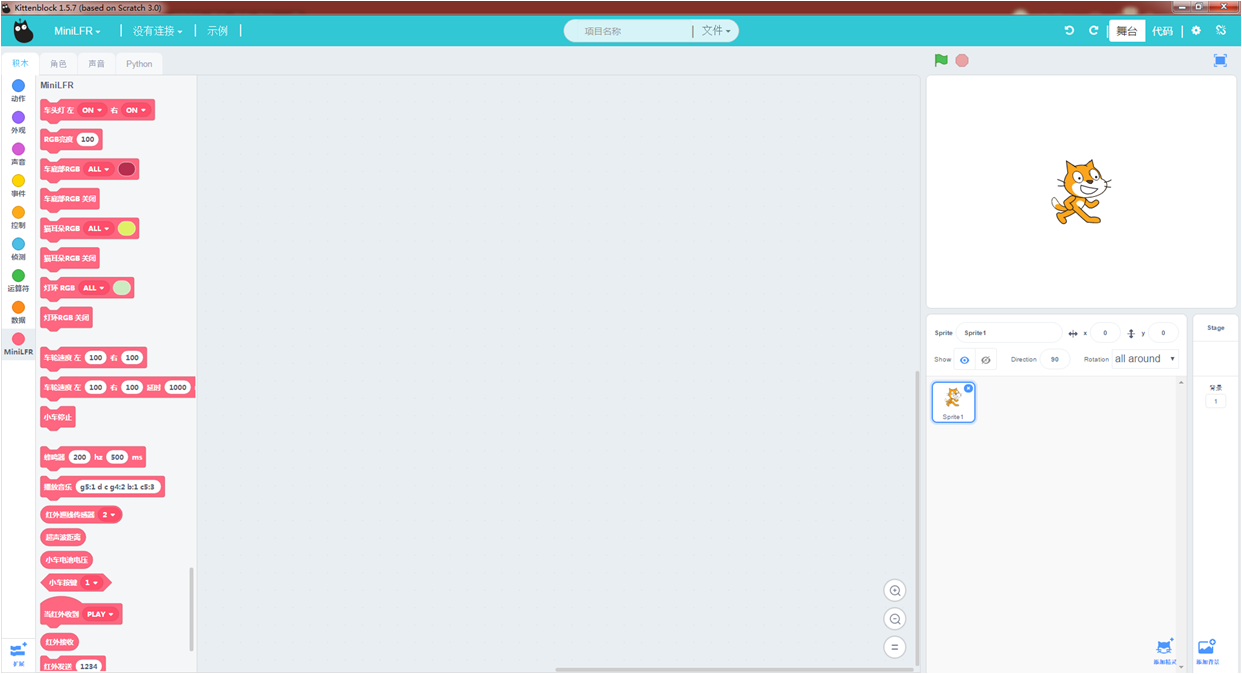 Kittenblock 1.5.7 (based on Scratch 3.0)
MiniLFR 没有连接 示例 项目名称 文件 舞台 代码
积木 角色 声音 Python
动作
外观
声音
事件
控制
侦测
运算符
数据
MiniLFR
扩展
MiniLFR
车头灯 左 ON 右 ON
RGB亮度 100
车底部RGB ALL
车底部RGB 关闭
猫耳朵RGB ALL
猫耳朵RGB 关闭
灯环 RGB ALL
灯环RGB 关闭
车轮速度 左 100 右 100
车轮速度 左 100 右 100 延时 1000
小车停止
蜂鸣器 200 hz 500 ms
播放音乐 g5:1 d c g4:2 b:1 c5:3
红外巡线传感器 2
超声波距离
小车电池电压
小车按键 1
当红外收到 PLAY
红外接收
红外发送 1234
Sprite Sprite1 x 0 y 0
Show Direction 90 Rotation all around
Sprite1
Stage
背景
1
添加精灵
添加背景